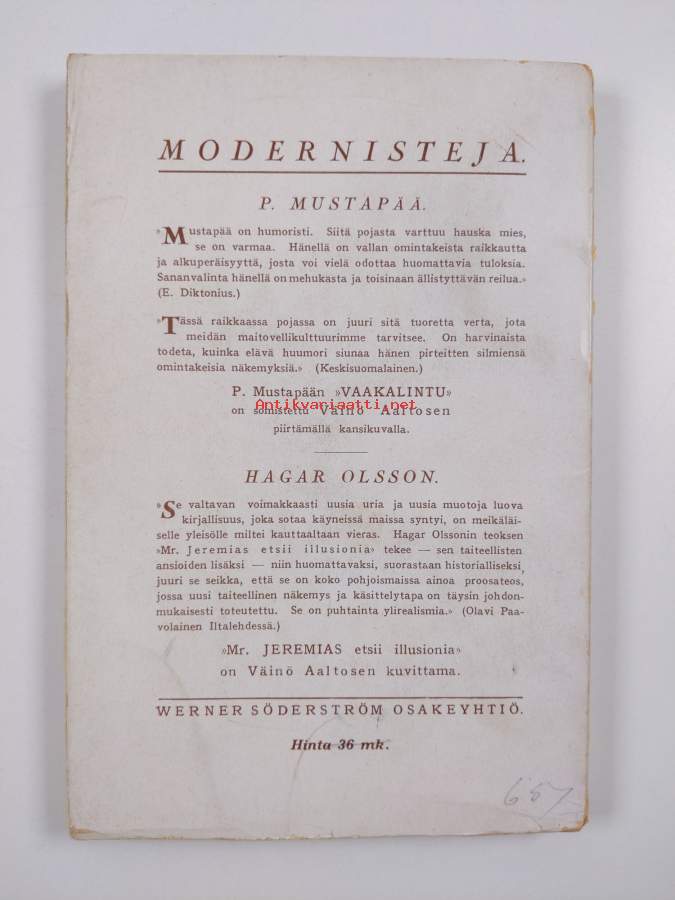 MODERNISTEJA.
P. MUSTAPÄÄ.
»Mustapää on humoristi. Siitä pojasta varttuu hauska mies,
se on varmaa. Hänellä on vallan omintakeista raikkautta
ja alkuperäisyyttä, josta voi vielä odottaa huomattavia tuloksia.
Sananvalinta hänellä on mehukasta ja toisinaan ällistyttävän reilua.»
(E. Diktonius.)
»Tässä raikkaassa pojassa on juuri sitä tuoretta verta, jota
meidän maitovellikulttuurimme tarvitsee. On harvinaista
todeta, kuinka elävä huumori siunaa hänen pirteitten silmiensä
omintakeisia näkemyksiä.» (Keskisuomalainen.)
P. Mustapään »VAAKALINTU»
Antikvariaatti.net
on somistettu Väinö Aaltosen
piirtämällä kansikuvalla.
HAGAR OLSSON.
»Se valtavan voimakkaasti uusia uria ja uusia muotoja luova
kirjallisuus, joka sotaa käyneissä maissa syntyi, on meikäläi-
selle yleisölle miltei kauttaaltaan vieras. Hagar Olssonin teoksen
»Mr. Jeremias etsii illusionia» tekee — sen taiteellisten
ansioiden lisäksi — niin huomattavaksi, suorastaan historialliseksi,
juuri se seikka, että se on koko pohjoismaissa ainoa proosateos,
jossa uusi taiteellinen näkemys ja käsittelytapa on täysin johdon-
mukaisesti toteutettu. Se on puhtainta ylirealismia.» (Olavi Paa-
volainen Iltalehdessä.)
»Mr. JEREMIAS etsii illusionia»
on Väinö Aaltosen kuvittama.
WERNER SÖDERSTRÖM OSAKEYHTIÖ.
Hinta 36 mk.
657